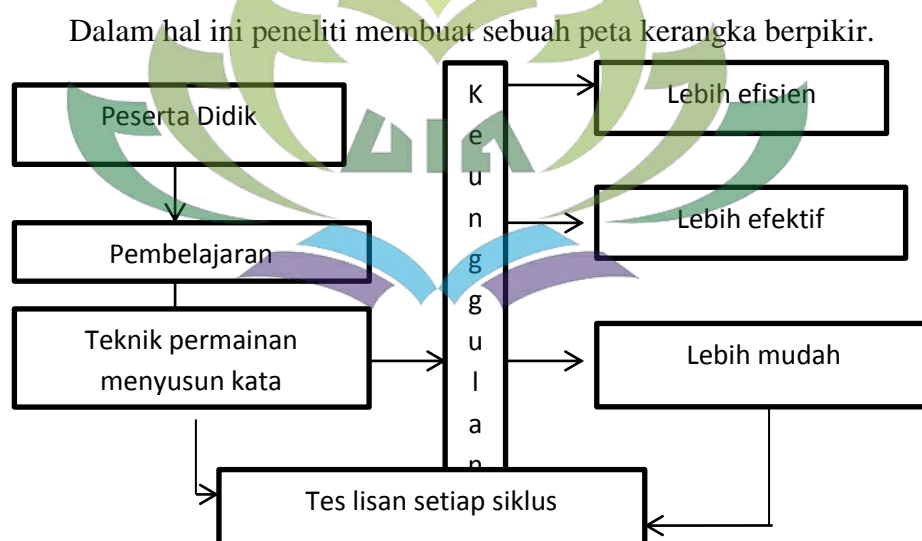 Dalam hal ini peneliti membuat sebuah peta kerangka berpikir.
Peserta Didik
Pembelajaran
Teknik permainan
menyusun kata
K
e
u
n
g
g
u
l
a
n
Lebih efisien
Lebih efektif
Lebih mudah
Tes lisan setiap siklus